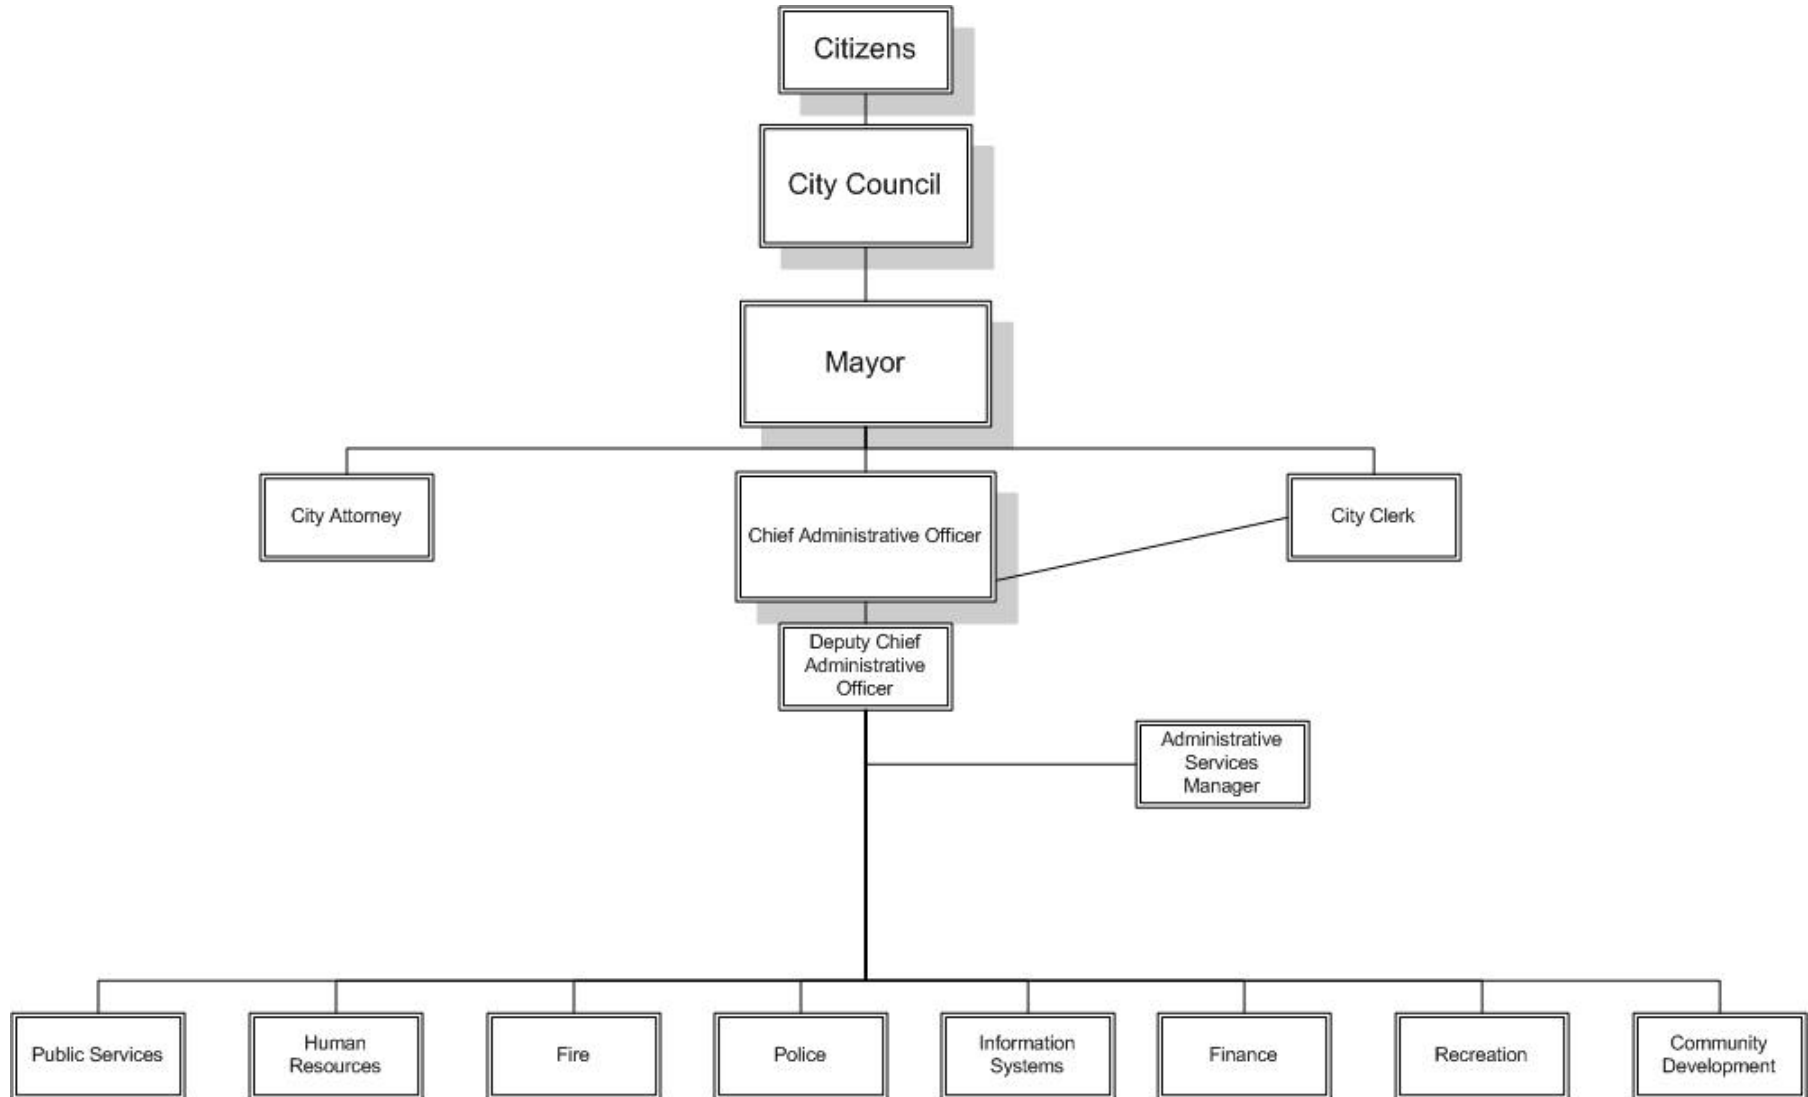 Citizens
City Council
Mayor
City Attorney
Chief Administrative Officer
City Clerk
Deputy Chief
Administrative
Officer
Administrative
Services
Manager
Public Services
Human
Resources
Fire
Police
Information
Systems
Finance
Recreation
Community
Development